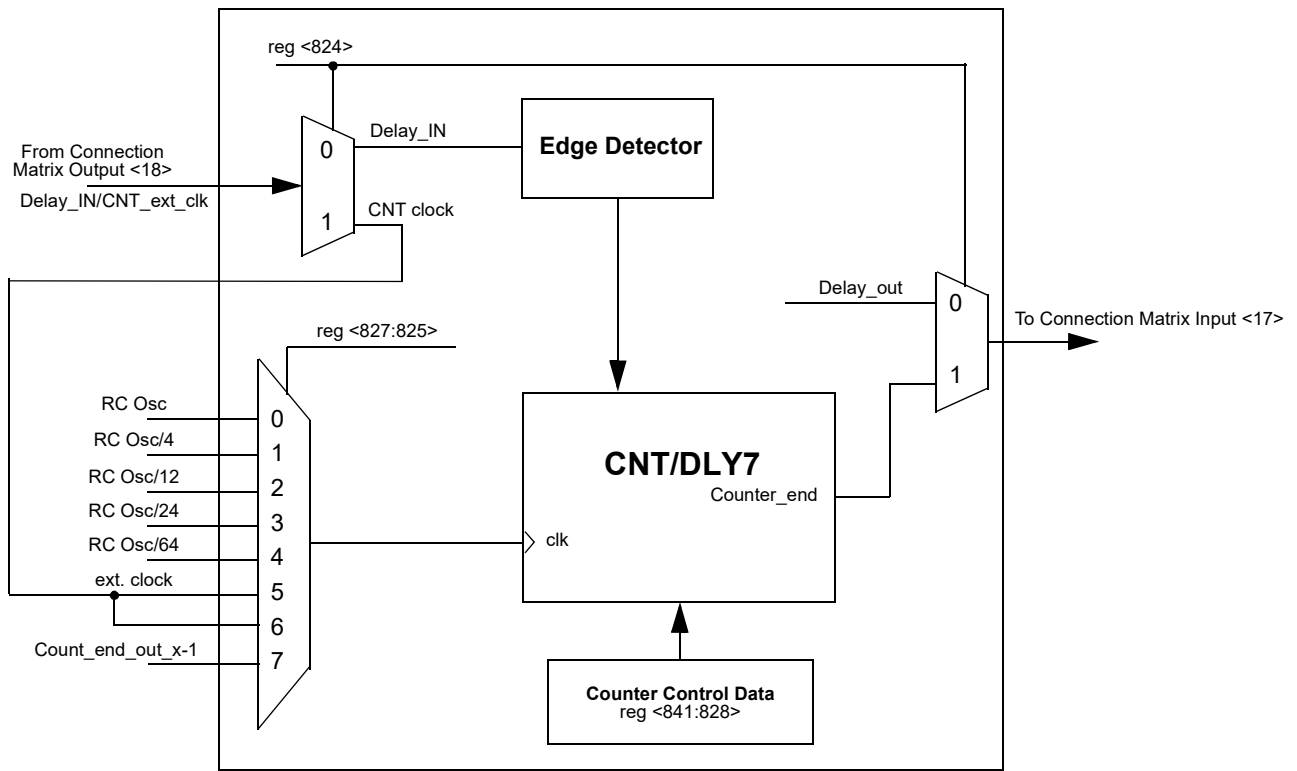 reg <824>
From Connection
Matrix Output <18>
Delay_IN/CNT_ext_clk
0
1
Delay_IN
CNT clock
Edge Detector
Delay_out
0
1
To Connection Matrix Input <17>
reg <827:825>
RC Osc
0
RC Osc/4
1
RC Osc/12
2
RC Osc/24
3
RC Osc/64
4
ext. clock
5
6
Count_end_out_x-1
7
CNT/DLY7
Counter_end
clk
Counter Control Data
reg <841:828>